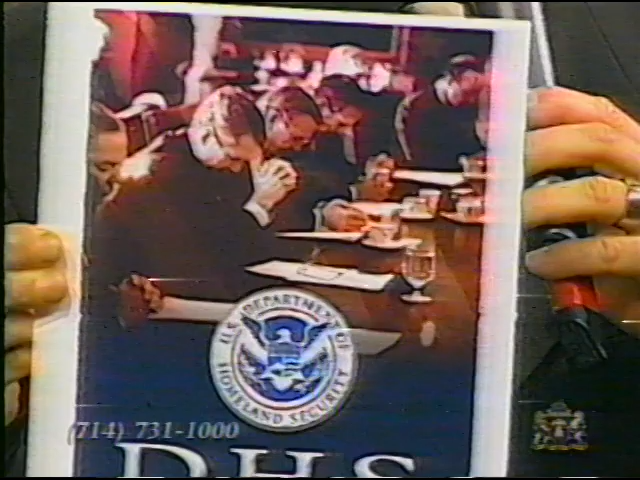 U.S. DEPARTMENT OF
HOMELAND SECURITY
(714) 731-1000
DHS